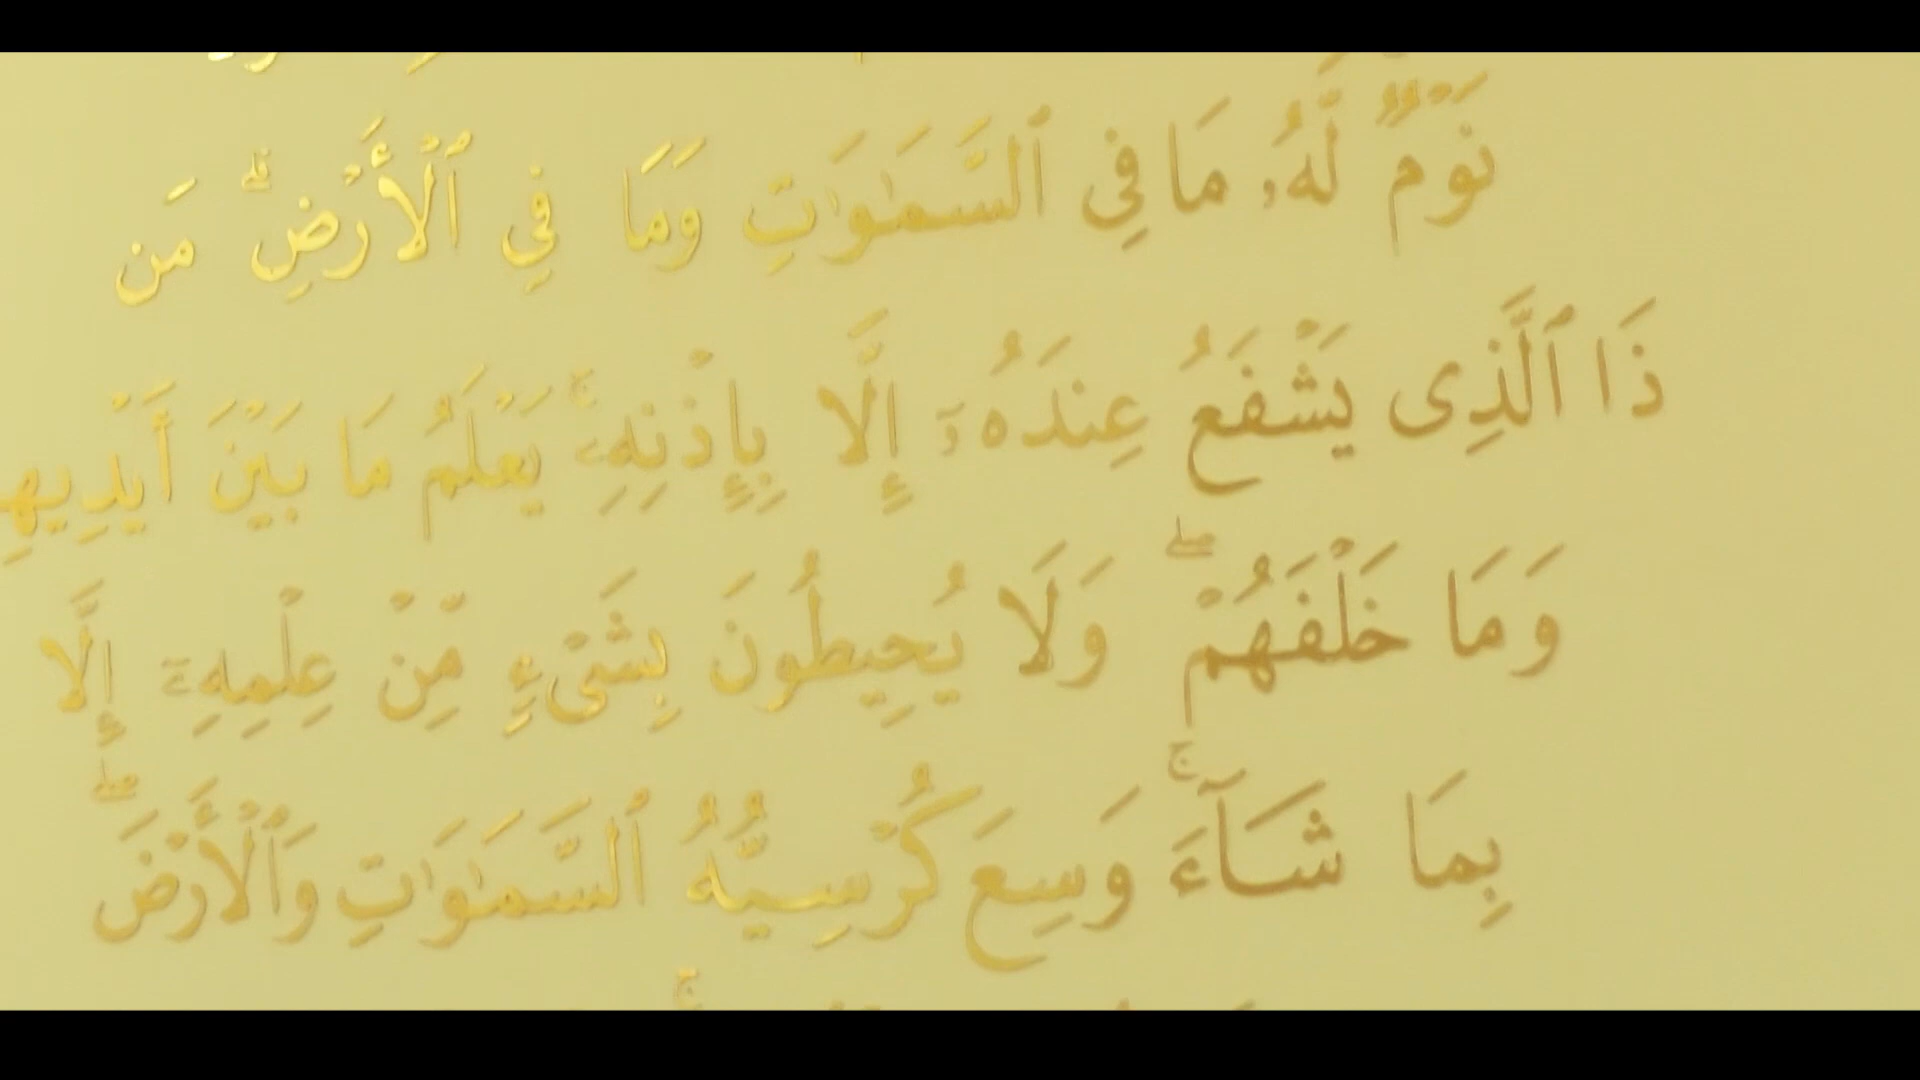 نَوْمٌ لَّهُۥ مَا فِى ٱلسَّمَٰوَٰتِ وَمَا فِي ٱلْأَرْضِ ۗ مَن
ذَا ٱلَّذِى يَشْفَعُ عِندَهُۥٓ إِلَّا بِإِذْنِهِۦ ۚ يَعْلَمُ مَا بَيْنَ أَيْدِيهِ
وَمَا خَلْفَهُمْ ۖ وَلَا يُحِيطُونَ بِشَىْءٍ مِّنْ عِلْمِهِۦٓ إِلَّا
بِمَا شَآءَ ۚ وَسِعَ كُرْسِيُّهُ ٱلسَّمَٰوَٰتِ وَٱلْأَرْضَ ۖ